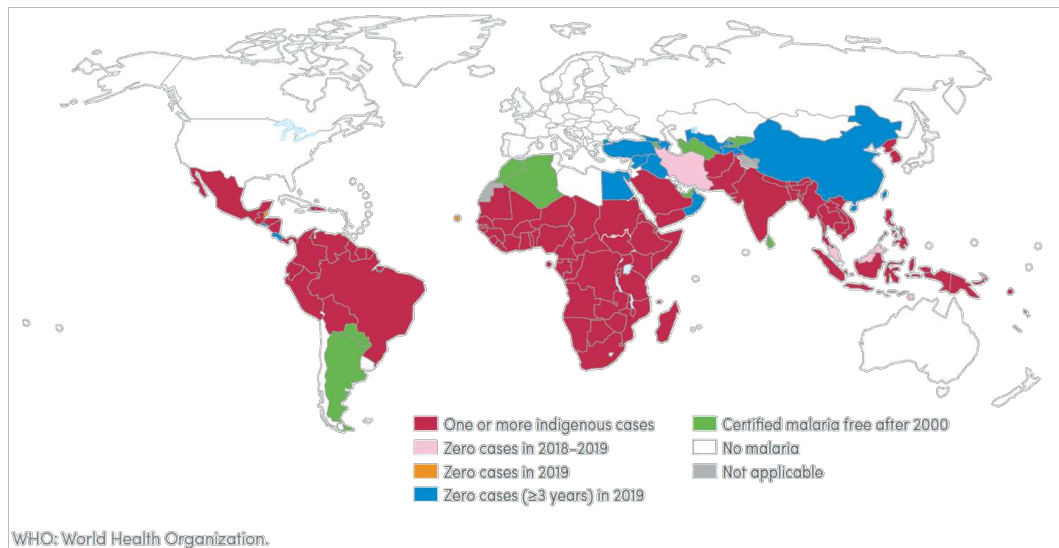 One or more indigenous cases
Zero cases in 2018–2019
Zero cases in 2019
Zero cases (≥3 years) in 2019
Certified malaria free after 2000
No malaria
Not applicable
WHO: World Health Organization.